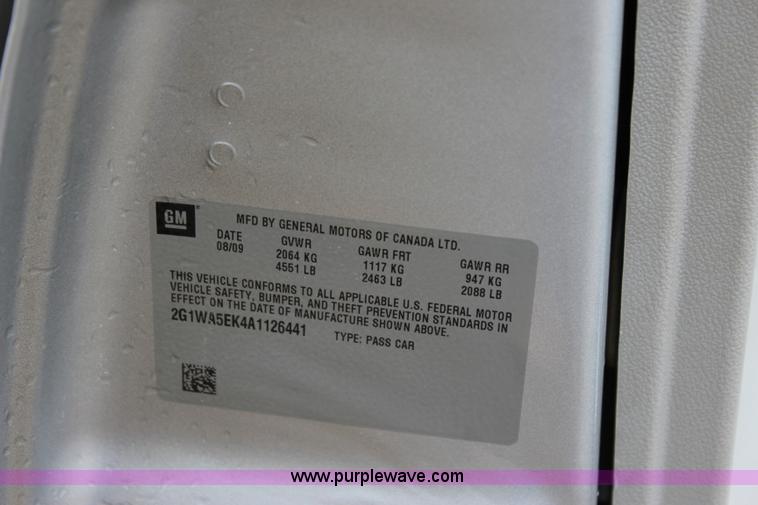 GM
MFD BY GENERAL MOTORS OF CANADA LTD.
DATE GVWR GAWR FRT GAWR RR
08/09 2064 KG 1117 KG 947 KG
4551 LB 2463 LB 2088 LB
THIS VEHICLE CONFORMS TO ALL APPLICABLE U.S. FEDERAL MOTOR
VEHICLE SAFETY, BUMPER, AND THEFT PREVENTION STANDARDS IN
EFFECT ON THE DATE OF MANUFACTURE SHOWN ABOVE.
2G1WA5EK4A1126441 TYPE: PASS CAR
www.purplewave.com